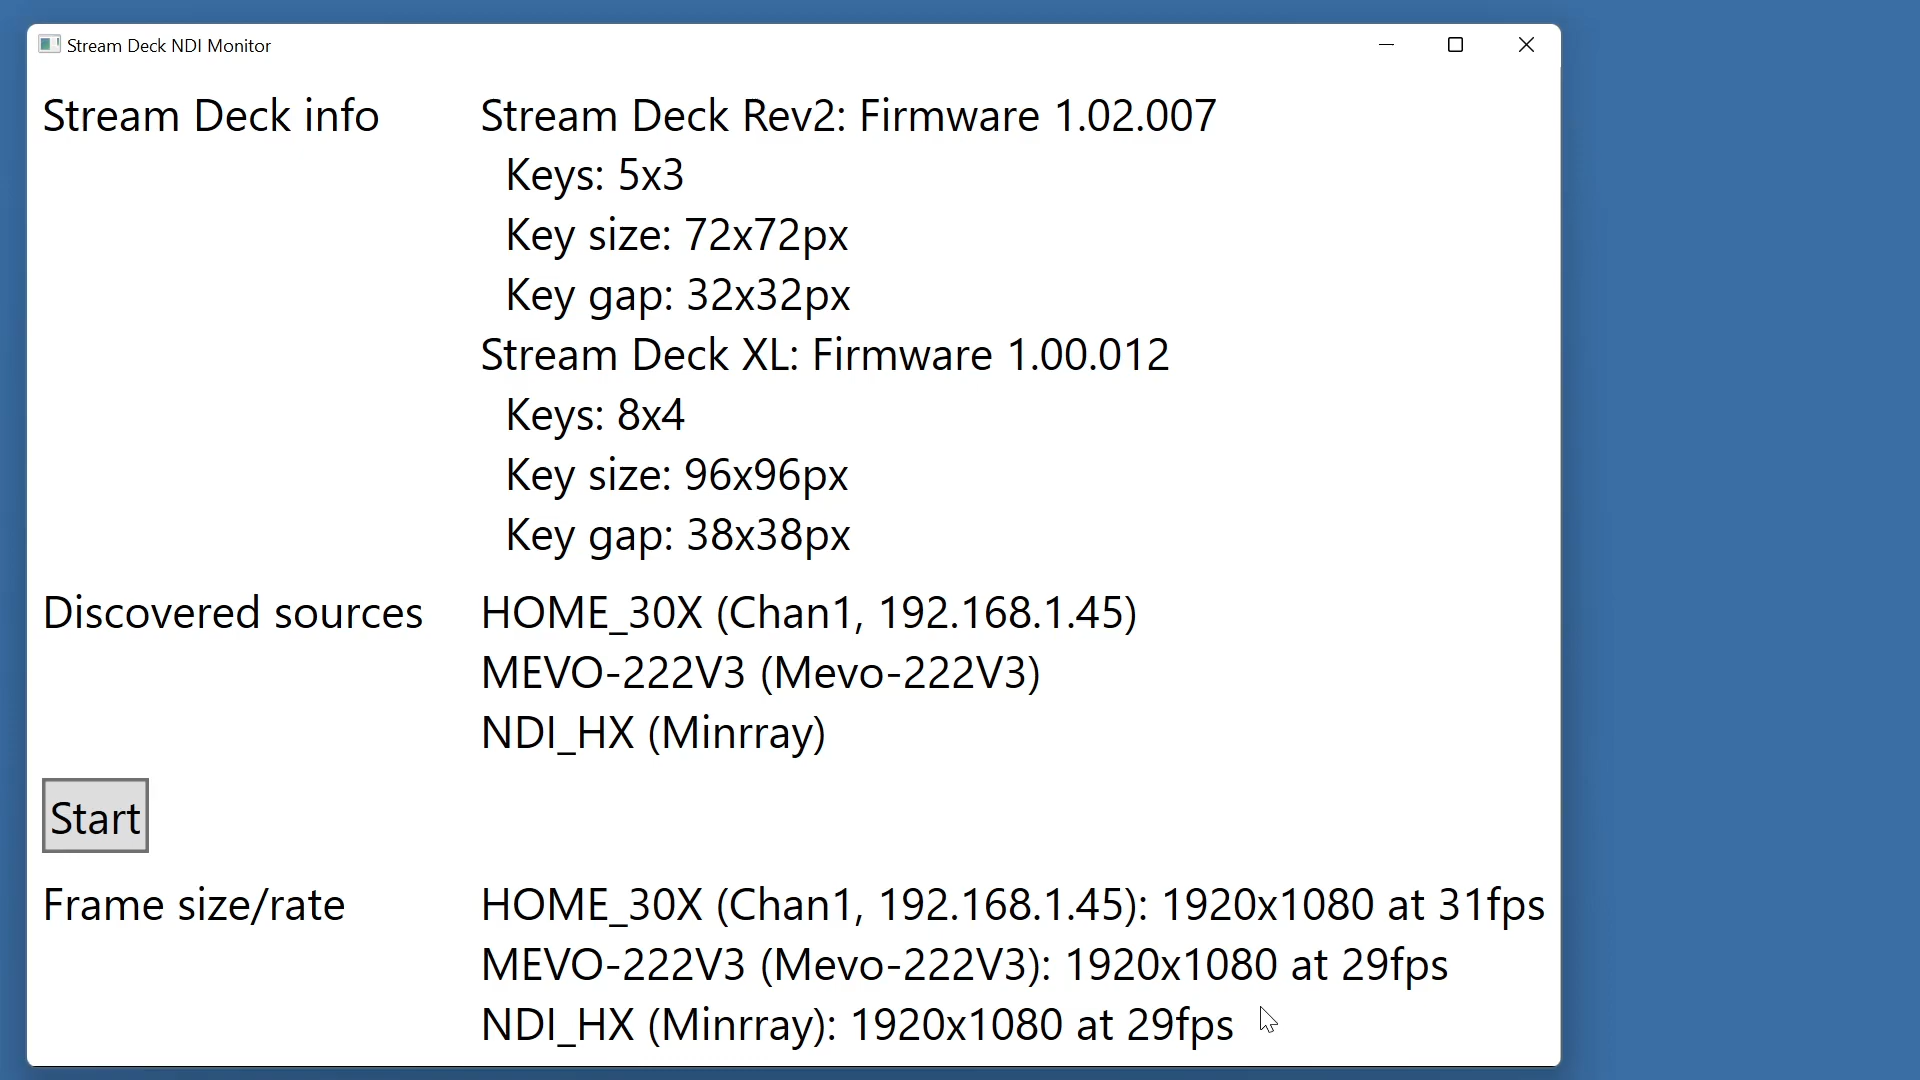 Stream Deck NDI Monitor
Stream Deck info
Stream Deck Rev2: Firmware 1.02.007
Keys: 5x3
Key size: 72x72px
Key gap: 32x32px
Stream Deck XL: Firmware 1.00.012
Keys: 8x4
Key size: 96x96px
Key gap: 38x38px
Discovered sources
HOME_30X (Chan1, 192.168.1.45)
MEVO-222V3 (Mevo-222V3)
NDI_HX (Minrray)
Start
Frame size/rate
HOME_30X (Chan1, 192.168.1.45): 1920x1080 at 31fps
MEVO-222V3 (Mevo-222V3): 1920x1080 at 29fps
NDI_HX (Minrray): 1920x1080 at 29fps